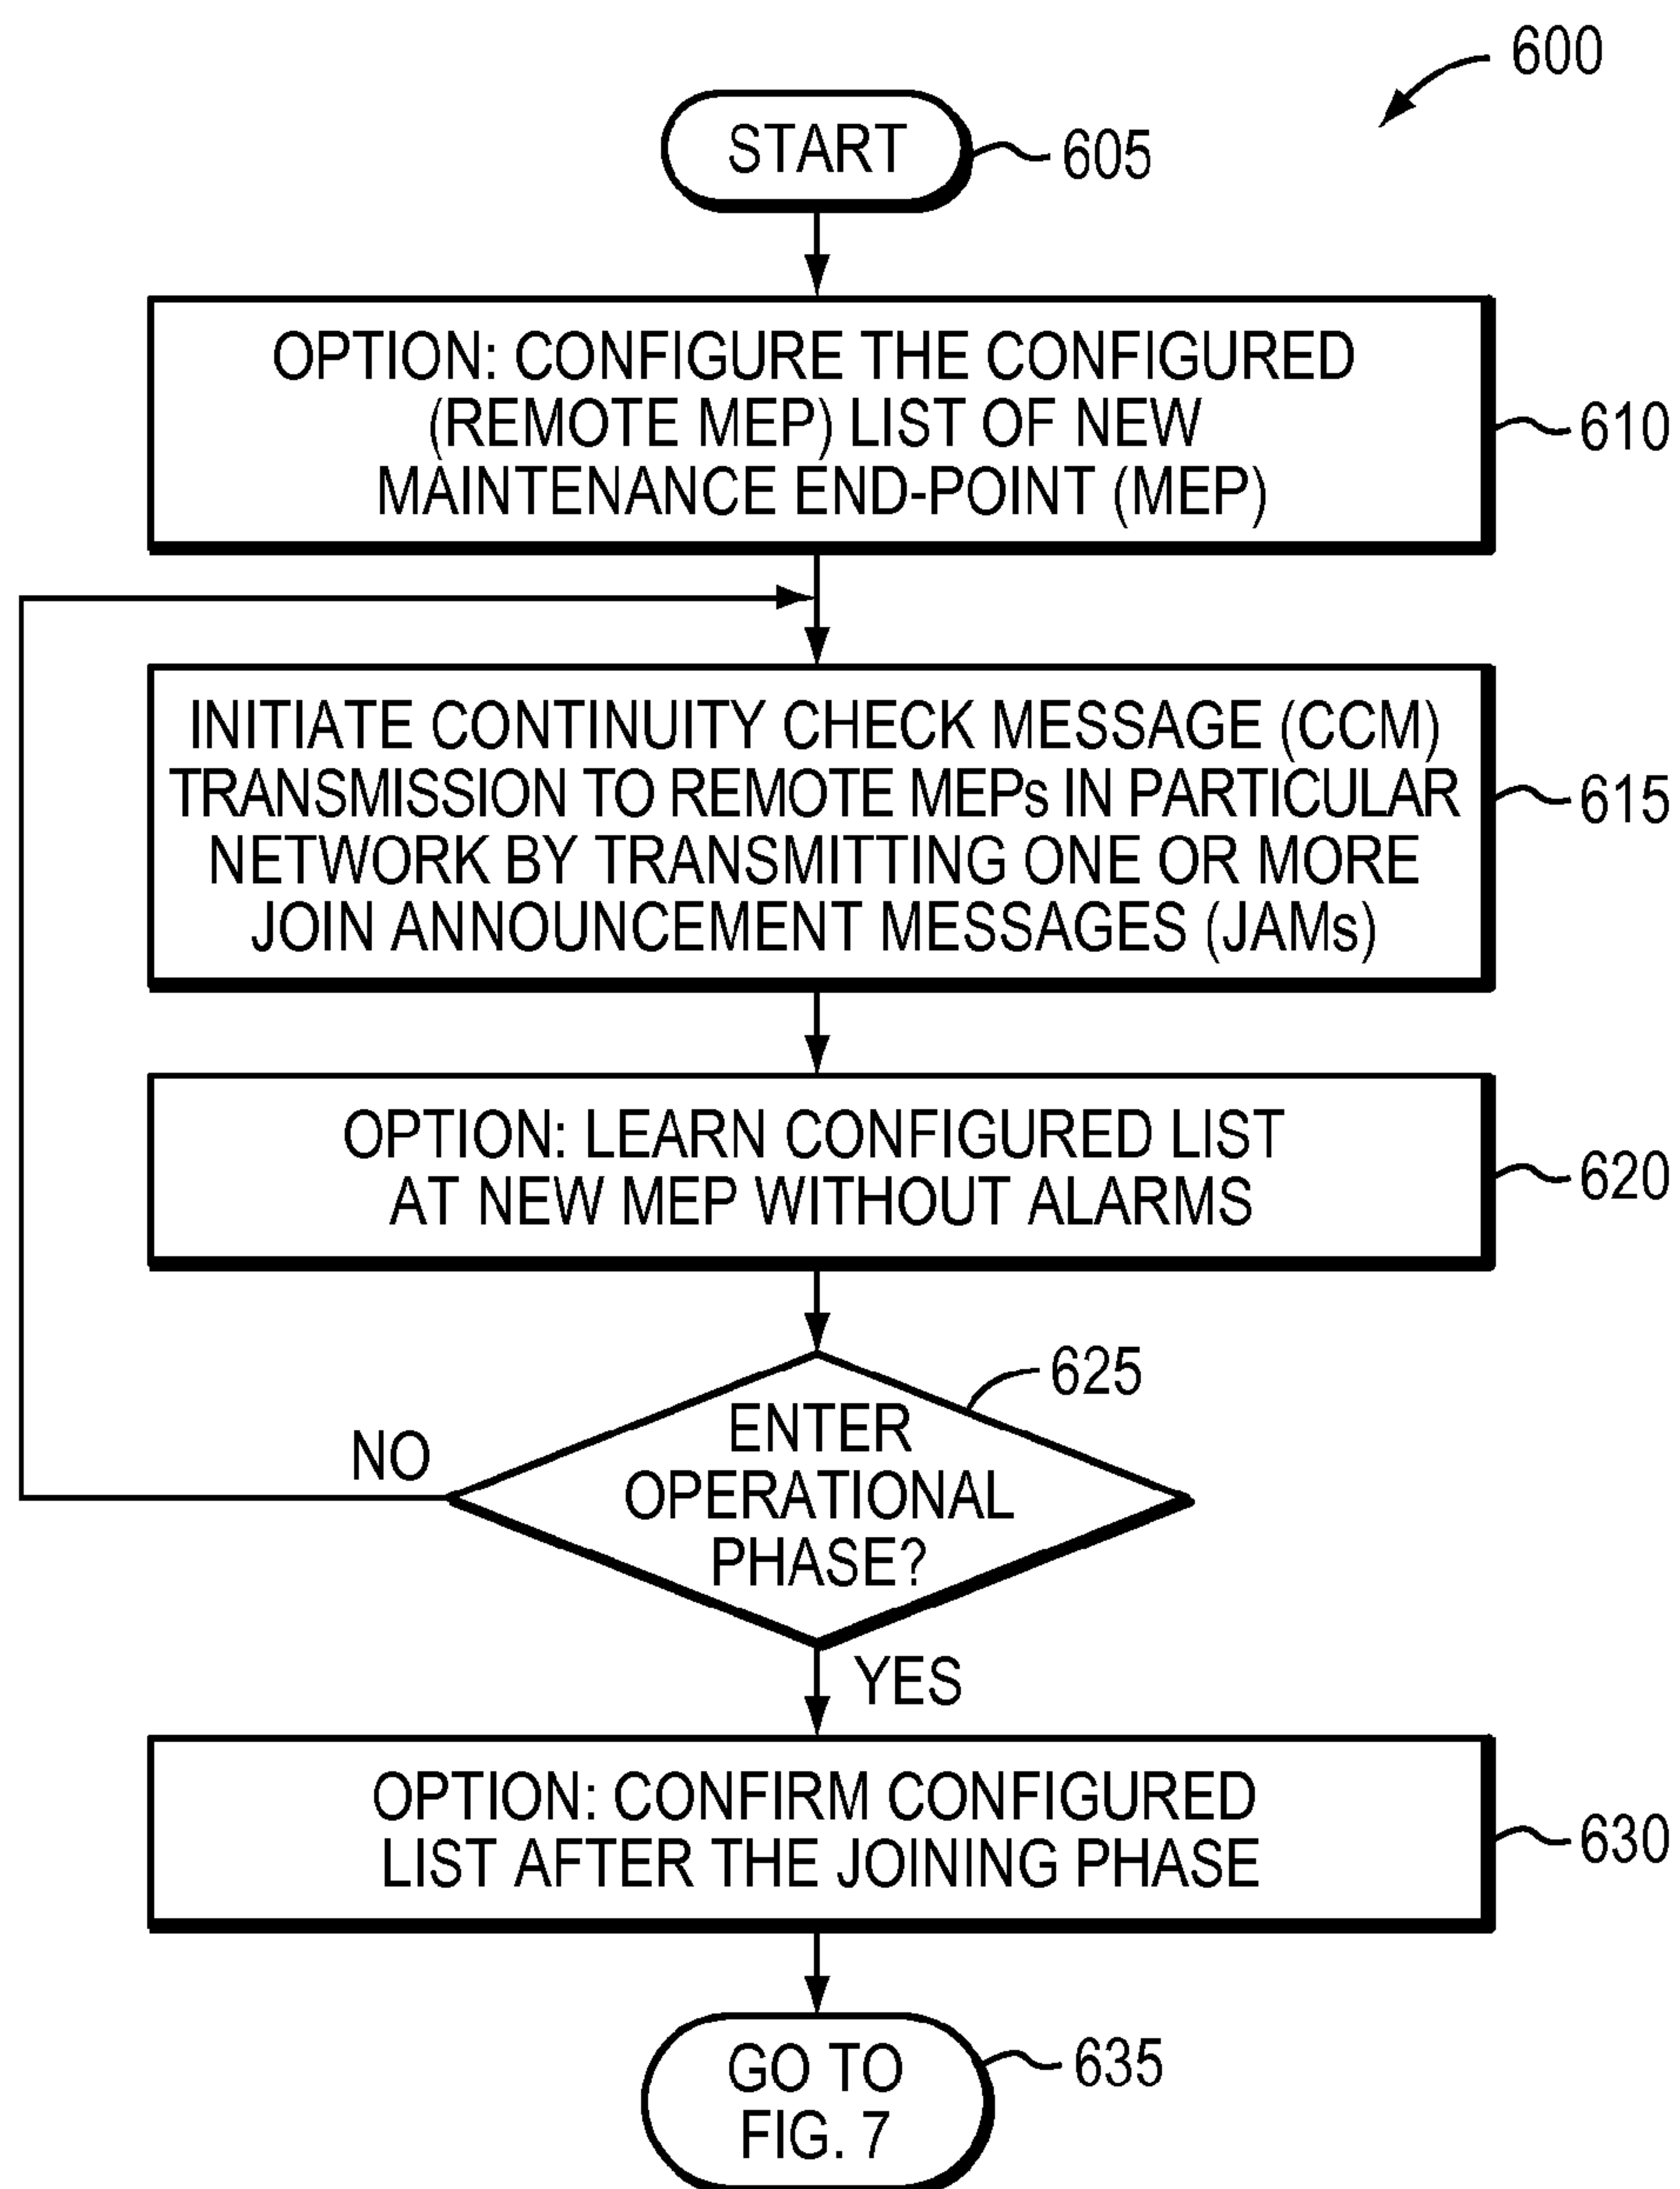 600
START
605
OPTION: CONFIGURE THE CONFIGURED
(REMOTE MEP) LIST OF NEW
MAINTENANCE END-POINT (MEP)
610
INITIATE CONTINUITY CHECK MESSAGE (CCM)
TRANSMISSION TO REMOTE MEPs IN PARTICULAR
NETWORK BY TRANSMITTING ONE OR MORE
JOIN ANNOUNCEMENT MESSAGES (JAMs)
615
OPTION: LEARN CONFIGURED LIST
AT NEW MEP WITHOUT ALARMS
620
625
ENTER
OPERATIONAL
PHASE?
NO
YES
OPTION: CONFIRM CONFIGURED
LIST AFTER THE JOINING PHASE
630
GO TO
FIG. 7
635